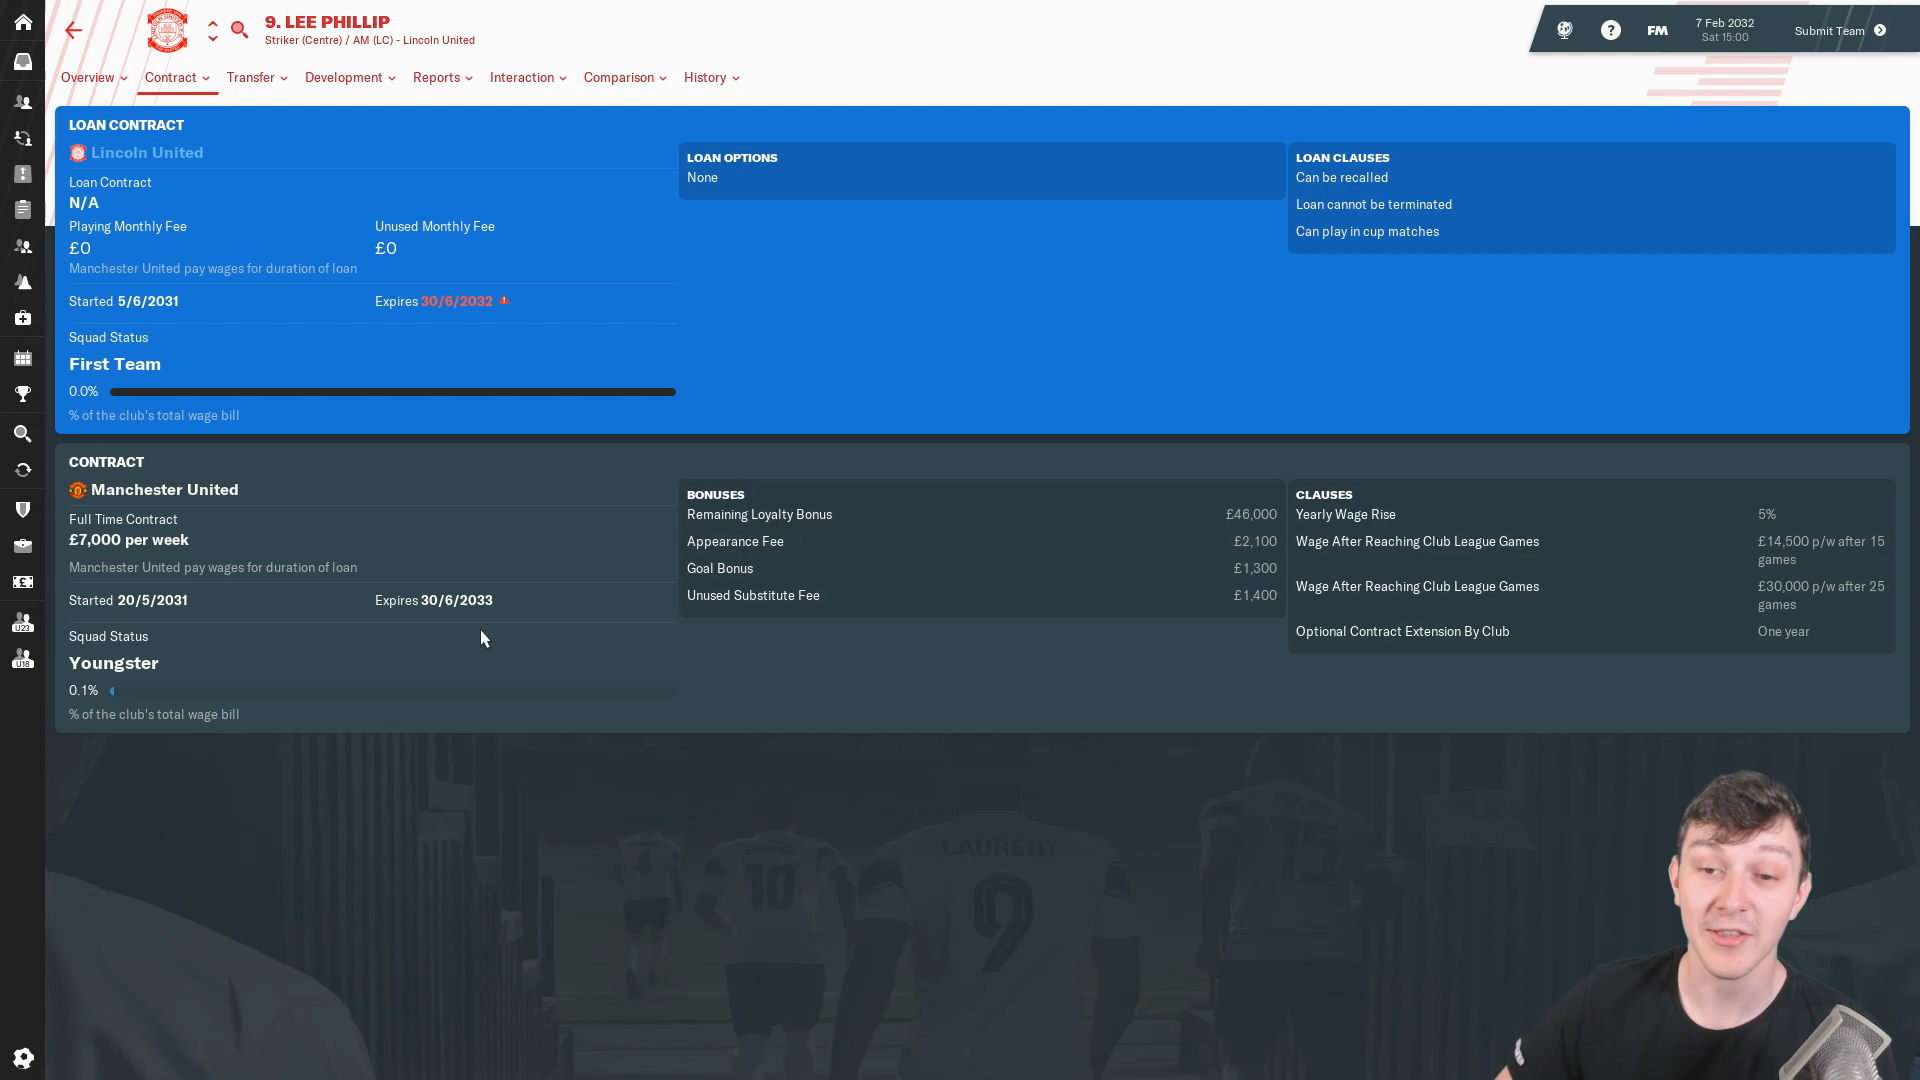 9. LEE PHILLIP
Striker (Centre) / AM (LC) - Lincoln United
FM
7 Feb 2032
Sat 15:00
Submit Team
Overview
Contract
Transfer
Development
Reports
Interaction
Comparison
History
LOAN CONTRACT
Lincoln United
Loan Contract
N/A
Playing Monthly Fee
Unused Monthly Fee
£0
£0
Manchester United pay wages for duration of loan
Started 5/6/2031
Expires 30/6/2032
Squad Status
First Team
0.0%
% of the club's total wage bill
LOAN OPTIONS
None
LOAN CLAUSES
Can be recalled
Loan cannot be terminated
Can play in cup matches
CONTRACT
Manchester United
Full Time Contract
£7,000 per week
Manchester United pay wages for duration of loan
Started 20/5/2031
Expires 30/6/2033
Squad Status
Youngster
0.1%
% of the club's total wage bill
BONUSES
Remaining Loyalty Bonus £46,000
Appearance Fee £2,100
Goal Bonus £1,300
Unused Substitute Fee £1,400
CLAUSES
Yearly Wage Rise 5%
Wage After Reaching Club League Games £14,500 p/w after 15
games
Wage After Reaching Club League Games £30,000 p/w after 25
games
Optional Contract Extension By Club One year
U23
U18
LAURENT
9
10
15